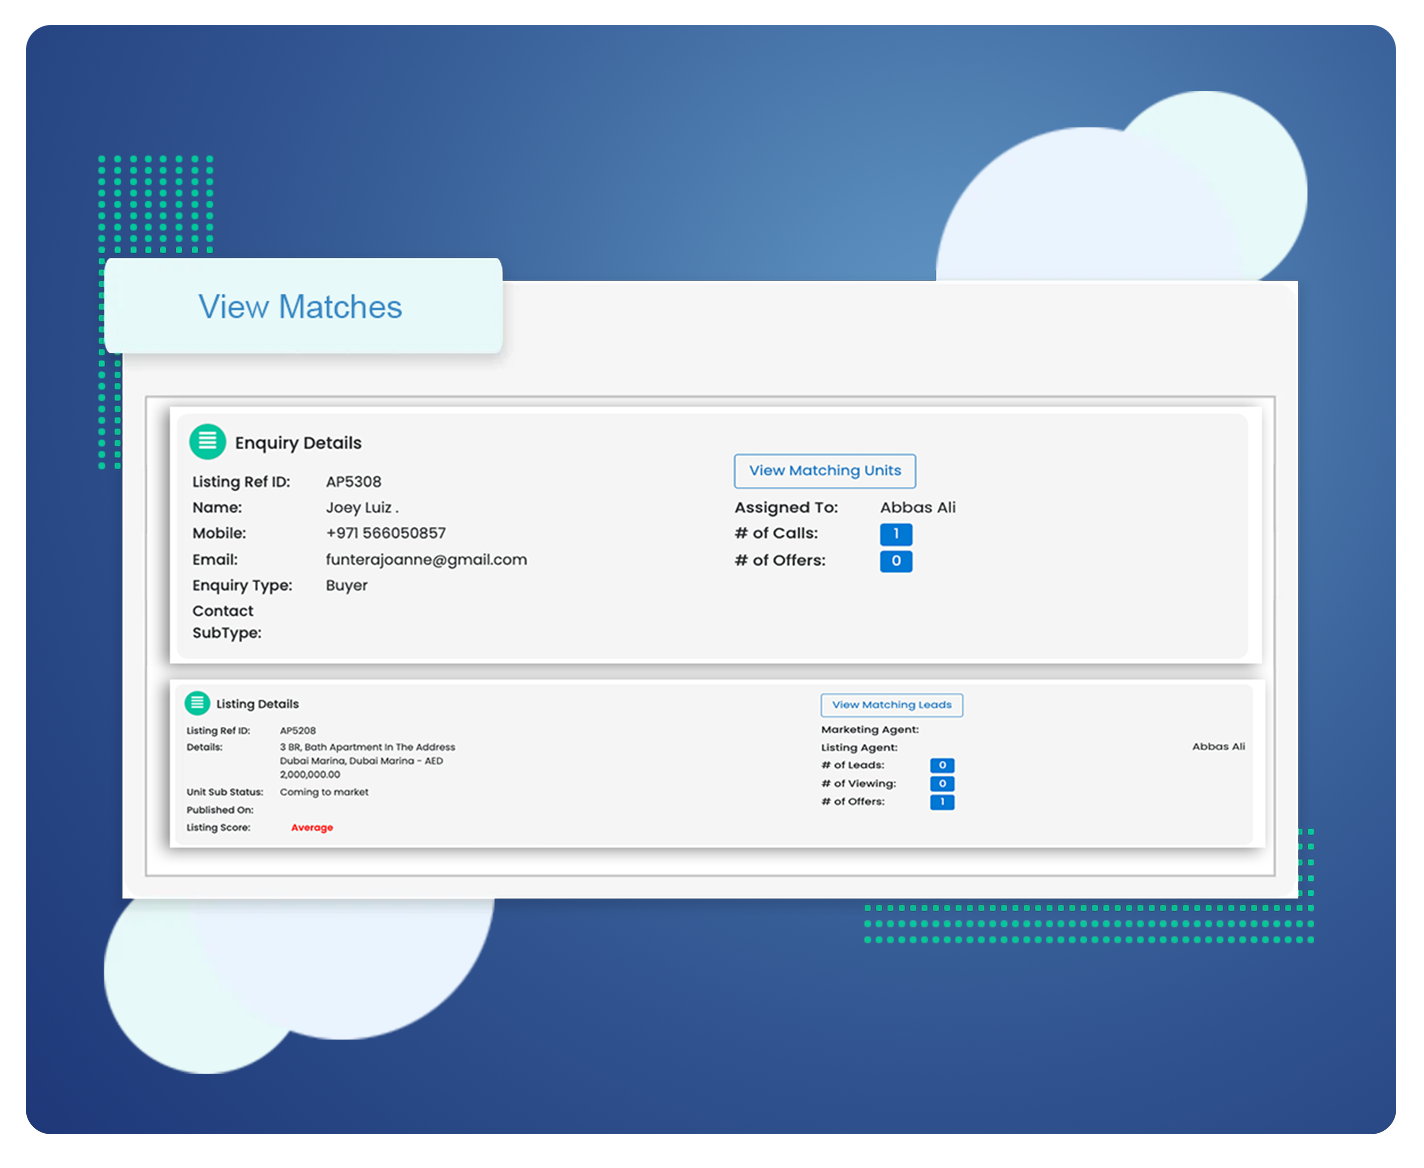 View Matches
Enquiry Details
View Matching Units
Listing Ref ID: AP5308
Name: Joey Luiz .
Assigned To: Abbas Ali
Mobile: +971 566050857
# of Calls: 1
Email: funterajoanne@gmail.com
# of Offers: 0
Enquiry Type: Buyer
Contact
SubType:
Listing Details
View Matching Leads
Listing Ref ID: AP5208
Marketing Agent:
Details: 3 BR, Bath Apartment In The Address
Dubai Marina, Dubai Marina - AED
2,000,000.00
Listing Agent: Abbas Ali
# of Leads: 0
# of Viewing: 0
Unit Sub Status: Coming to market
# of Offers: 1
Published On:
Listing Score: Average